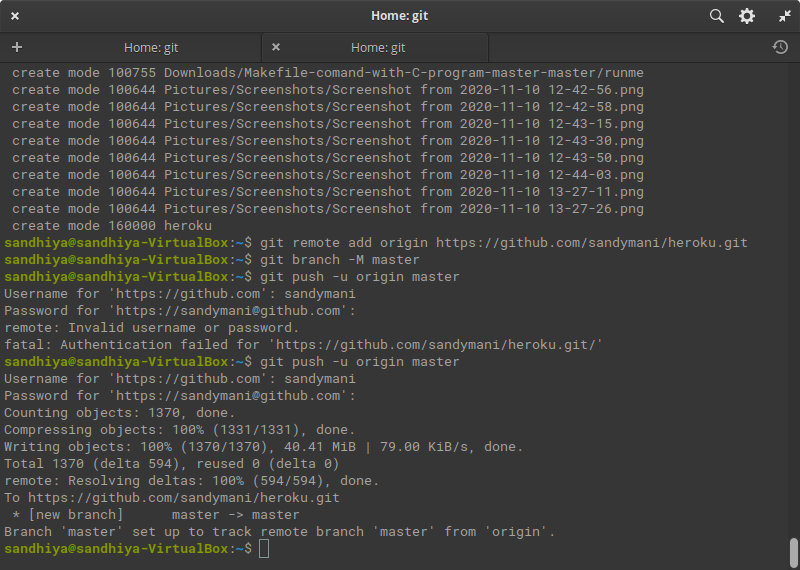 Home: git
Home: git
Home: git
create mode 100755 Downloads/Makefile-comand-with-C-program-master-master/runme
create mode 100644 Pictures/Screenshots/Screenshot from 2020-11-10 12-42-56.png
create mode 100644 Pictures/Screenshots/Screenshot from 2020-11-10 12-42-58.png
create mode 100644 Pictures/Screenshots/Screenshot from 2020-11-10 12-43-15.png
create mode 100644 Pictures/Screenshots/Screenshot from 2020-11-10 12-43-30.png
create mode 100644 Pictures/Screenshots/Screenshot from 2020-11-10 12-43-50.png
create mode 100644 Pictures/Screenshots/Screenshot from 2020-11-10 12-44-03.png
create mode 100644 Pictures/Screenshots/Screenshot from 2020-11-10 13-27-11.png
create mode 100644 Pictures/Screenshots/Screenshot from 2020-11-10 13-27-26.png
create mode 160000 heroku
sandhiya@sandhiya-VirtualBox:~$ git remote add origin https://github.com/sandymani/heroku.git
sandhiya@sandhiya-VirtualBox:~$ git branch -M master
sandhiya@sandhiya-VirtualBox:~$ git push -u origin master
Username for 'https://github.com': sandymani
Password for 'https://sandymani@github.com':
remote: Invalid username or password.
fatal: Authentication failed for 'https://github.com/sandymani/heroku.git/'
sandhiya@sandhiya-VirtualBox:~$ git push -u origin master
Username for 'https://github.com': sandymani
Password for 'https://sandymani@github.com':
Counting objects: 1370, done.
Compressing objects: 100% (1331/1331), done.
Writing objects: 100% (1370/1370), 40.41 MiB | 79.00 KiB/s, done.
Total 1370 (delta 594), reused 0 (delta 0)
remote: Resolving deltas: 100% (594/594), done.
To https://github.com/sandymani/heroku.git
* [new branch]      master -> master
Branch 'master' set up to track remote branch 'master' from 'origin'.
sandhiya@sandhiya-VirtualBox:~$